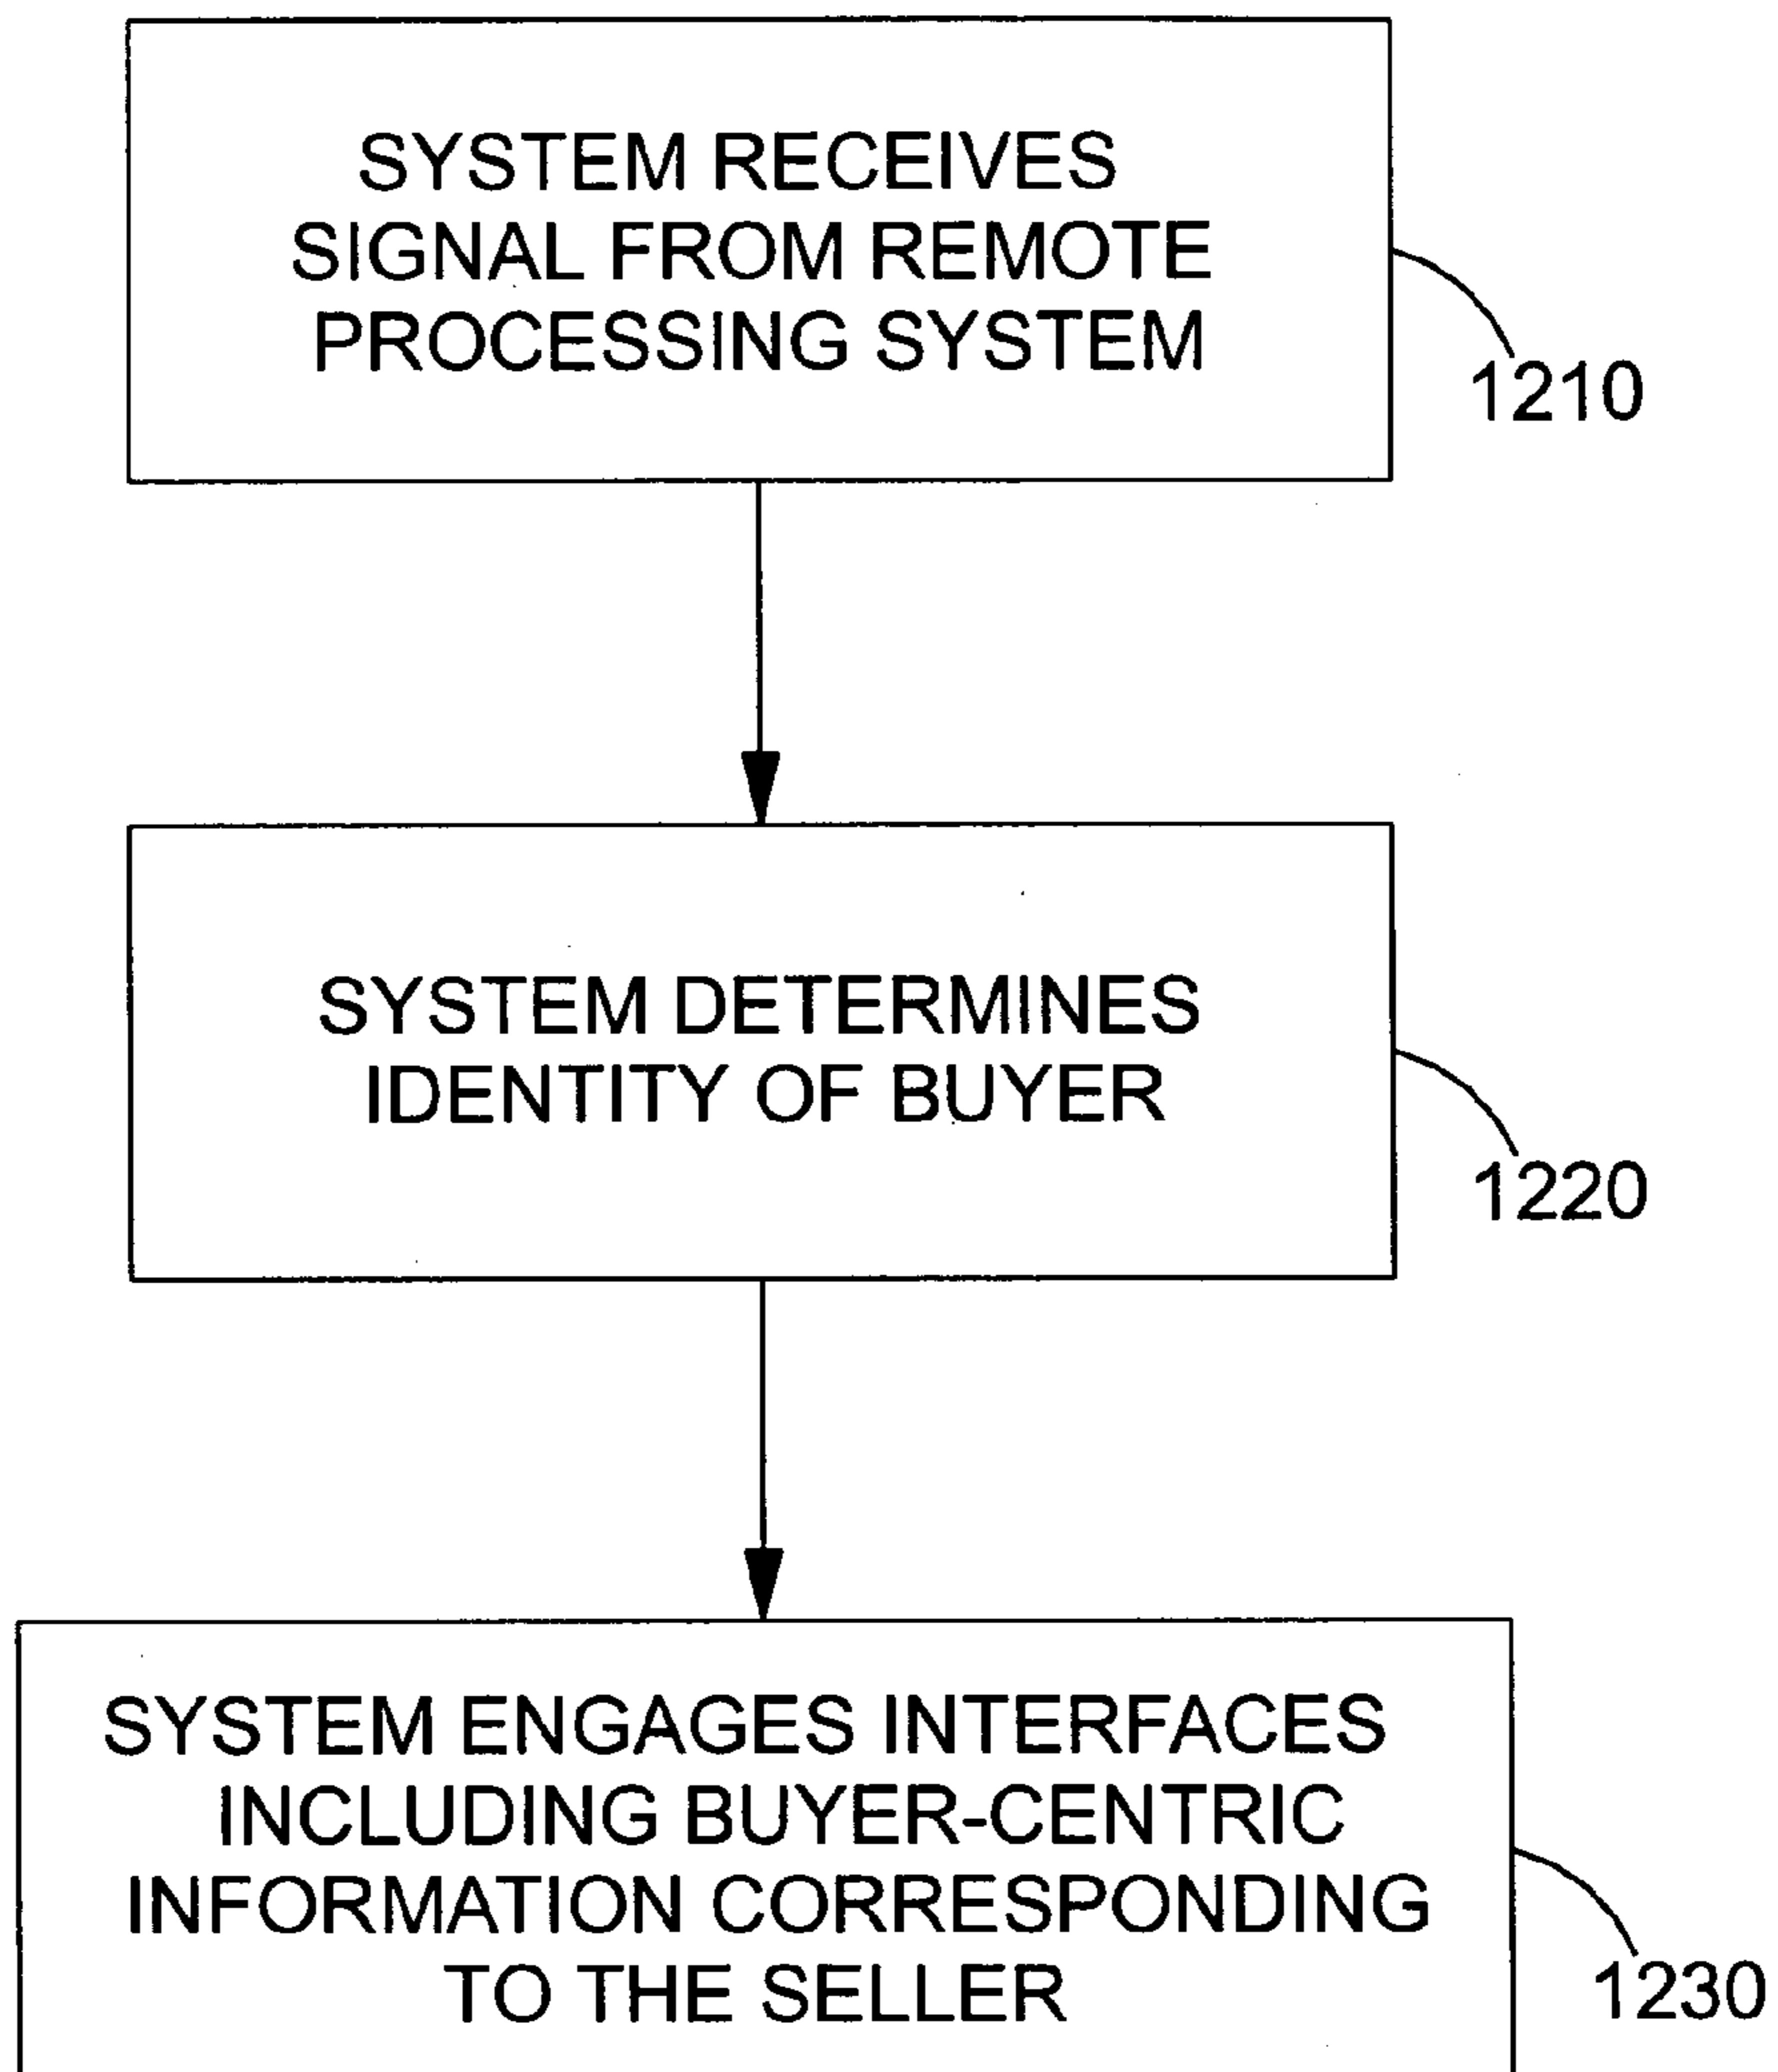 SYSTEM RECEIVES
SIGNAL FROM REMOTE
PROCESSING SYSTEM
1210
SYSTEM DETERMINES
IDENTITY OF BUYER
1220
SYSTEM ENGAGES INTERFACES
INCLUDING BUYER-CENTRIC
INFORMATION CORRESPONDING
TO THE SELLER
1230